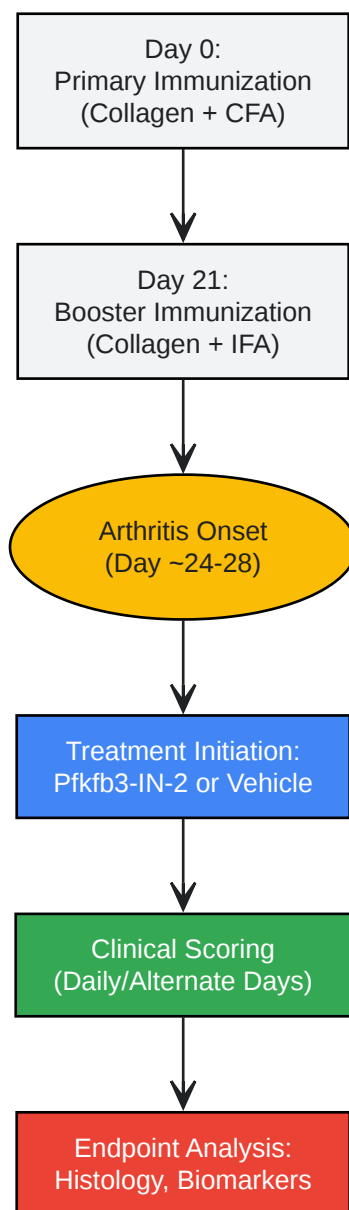 Day 0:
Primary Immunization
(Collagen + CFA)
Day 21:
Booster Immunization
(Collagen + IFA)
Arthritis Onset
(Day ~24-28)
Treatment Initiation:
Pfkfb3-IN-2 or Vehicle
Clinical Scoring
(Daily/Alternate Days)
Endpoint Analysis:
Histology, Biomarkers